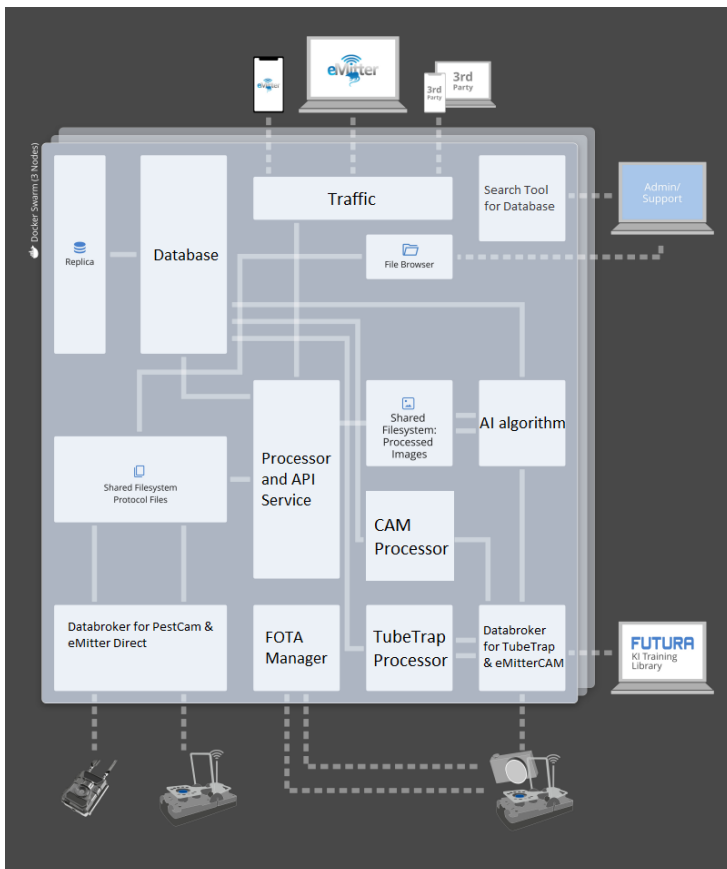 eMitter
eMitter
3rd
Party
3rd
Party
Docker Swarm (3 Nodes)
Replica
Database
Traffic
Search Tool
for Database
Admin/
Support
File Browser
Processor
and API
Service
Shared
Filesystem:
Processed
Images
AI algorithm
Shared Filesystem
Protocol Files
CAM
Processor
Databroker for PestCam &
eMitter Direct
FOTA
Manager
TubeTrap
Processor
Databroker
for TubeTrap
& eMitterCAM
FUTURA
KI Training
Library